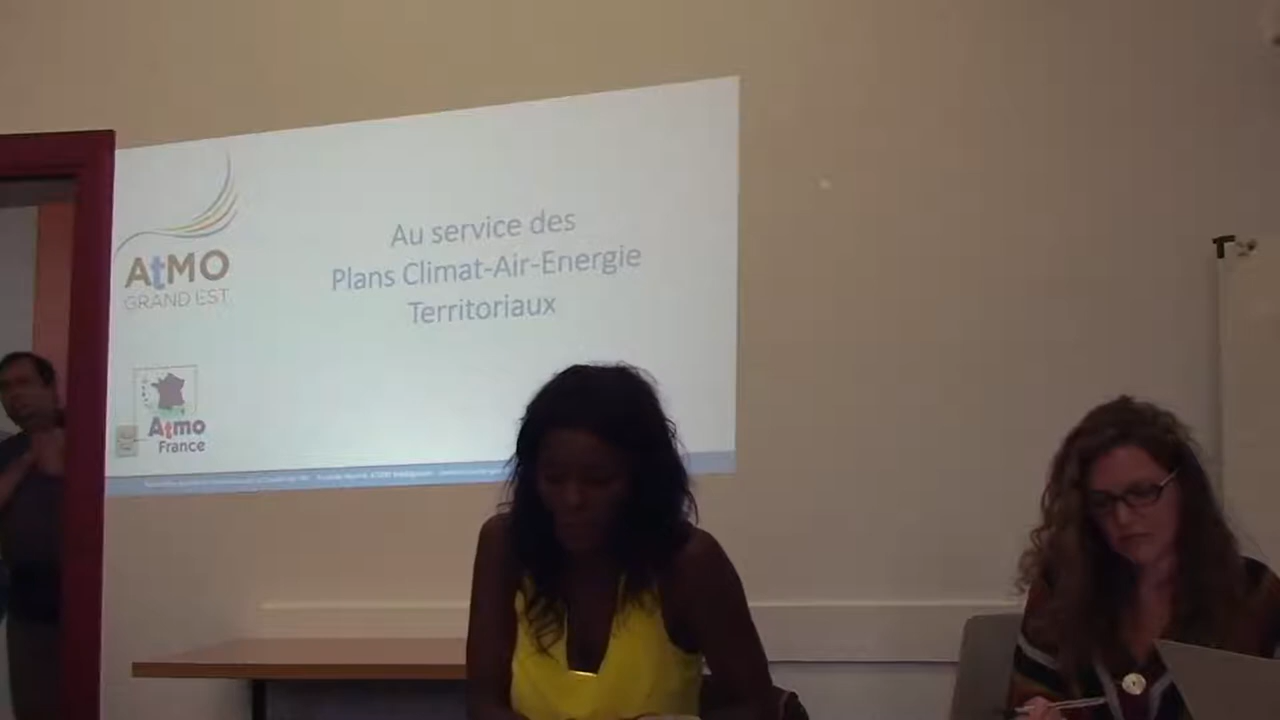 Au service des
Plans Climat-Air-Energie
Territoriaux
AtMO
GRAND EST
Atmo
France